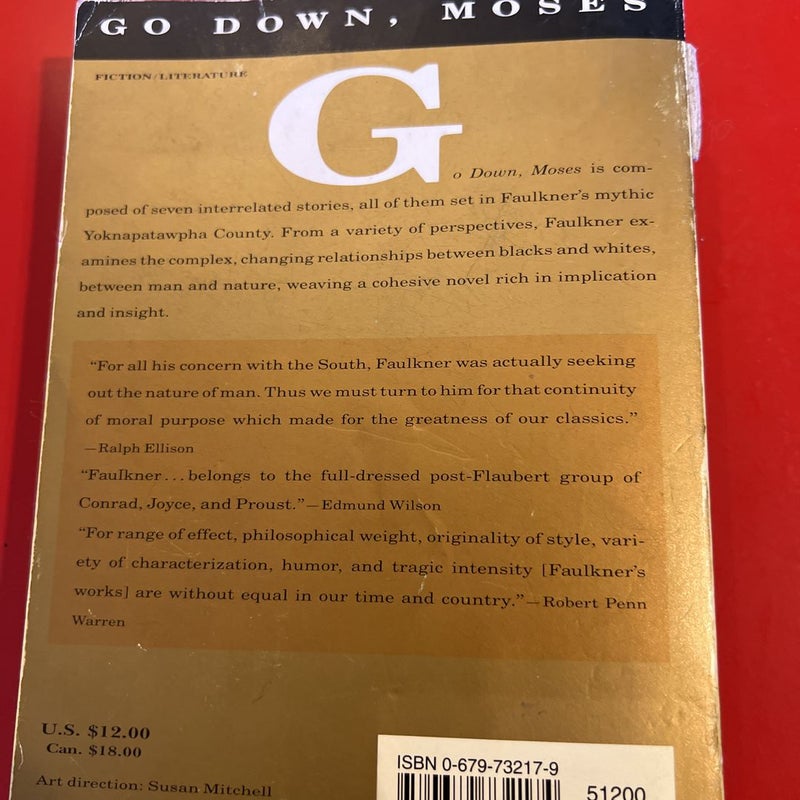 GO DOWN, MOSES
FICTION/LITERATURE
Go Down, Moses is com-
posed of seven interrelated stories, all of them set in Faulkner's mythic
Yoknapatawpha County. From a variety of perspectives, Faulkner ex-
amines the complex, changing relationships between blacks and whites,
between man and nature, weaving a cohesive novel rich in implication
and insight.
“For all his concern with the South, Faulkner was actually seeking
out the nature of man. Thus we must turn to him for that continuity
of moral purpose which made for the greatness of our classics.”
—Ralph Ellison
“Faulkner...belongs to the full-dressed post-Flaubert group of
Conrad, Joyce, and Proust.”—Edmund Wilson
“For range of effect, philosophical weight, originality of style, vari-
ety of characterization, humor, and tragic intensity [Faulkner's
works] are without equal in our time and country.”—Robert Penn
Warren
U.S. $12.00
Can. $18.00
Art direction: Susan Mitchell
ISBN 0-679-73217-9
51200